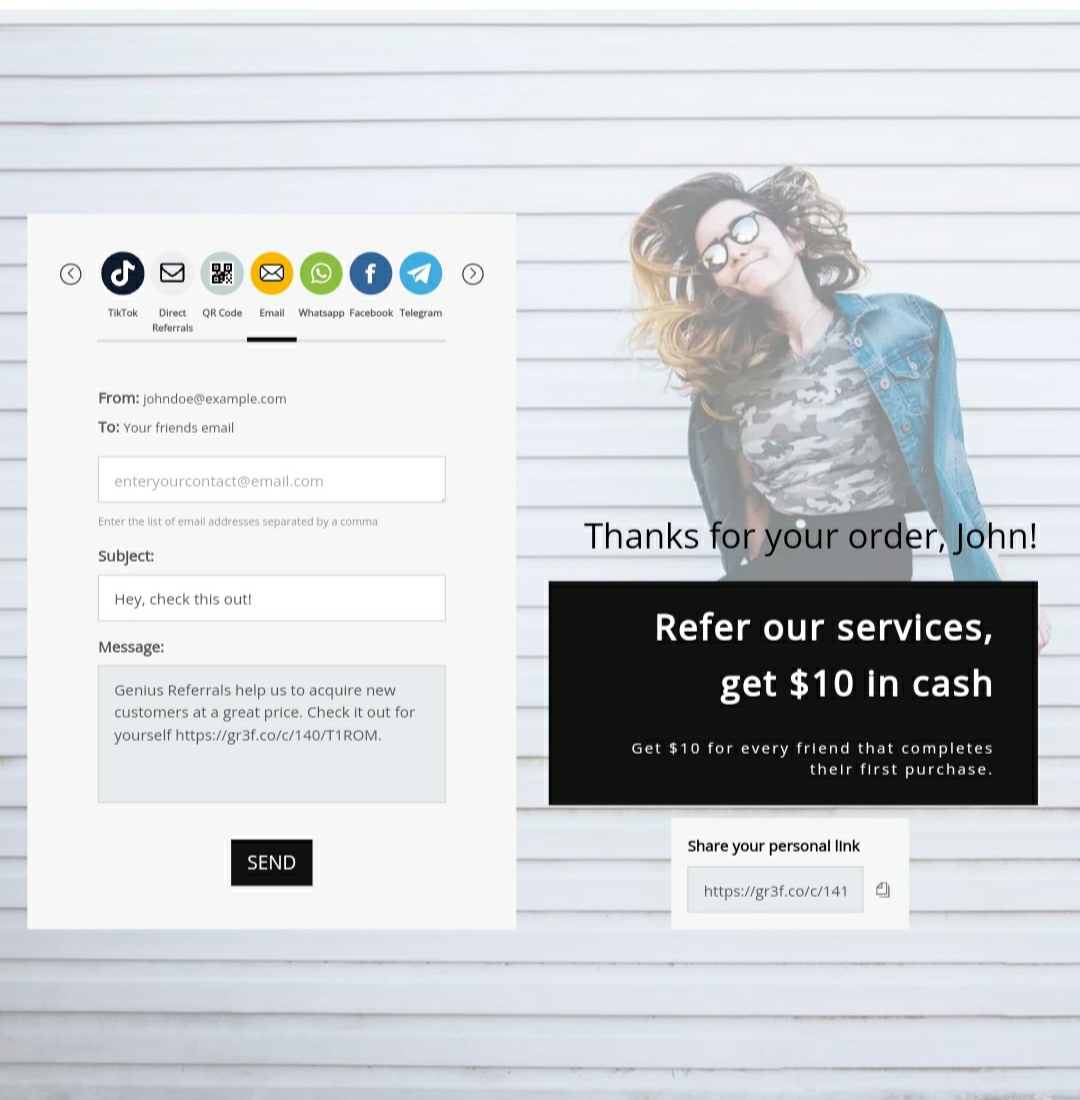 TikTok
Direct
Referrals
QR Code
Email
Whatsapp
Facebook
Telegram
From: johndoe@example.com
To: Your friends email
enteryourcontact@email.com
Enter the list of email addresses separated by a comma
Subject:
Hey, check this out!
Message:
Genius Referrals help us to acquire new
customers at a great price. Check it out for
yourself https://gr3f.co/c/140/T1ROM.
SEND
Thanks for your order, John!
Refer our services,
get $10 in cash
Get $10 for every friend that completes
their first purchase.
Share your personal link
https://gr3f.co/c/141